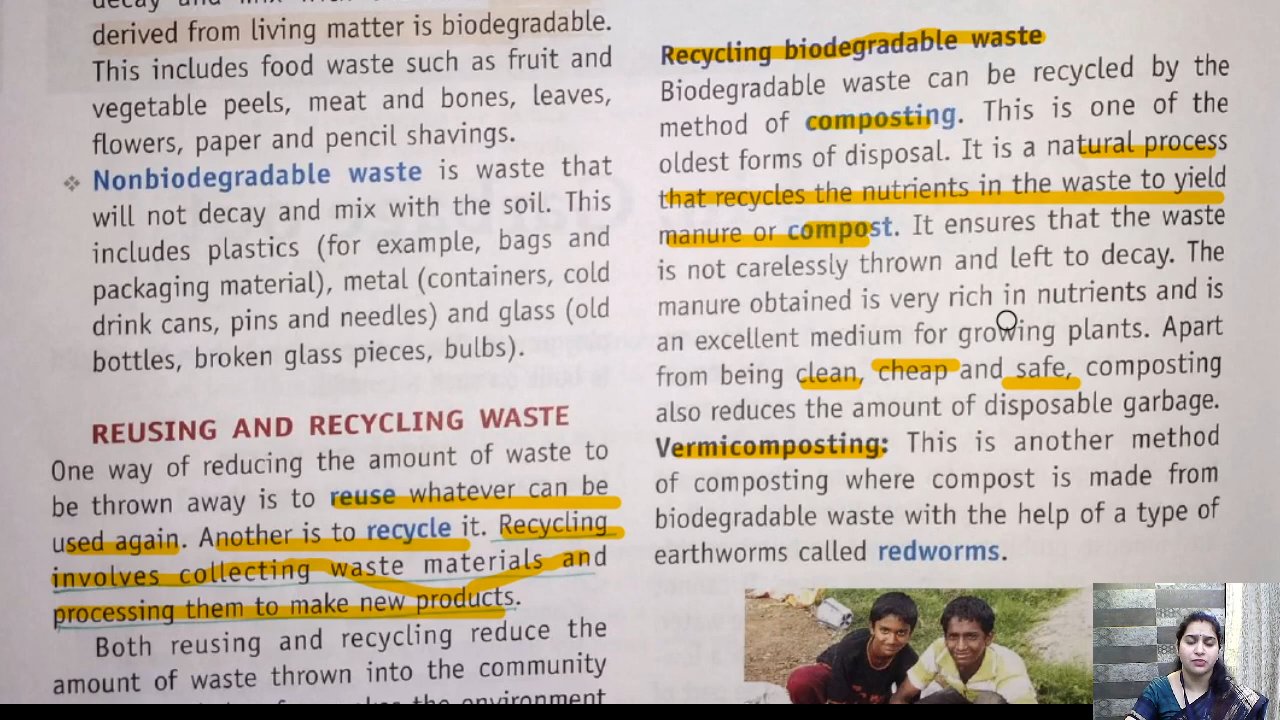 decay and mix with
derived from living matter is biodegradable.
This includes food waste such as fruit and
vegetable peels, meat and bones, leaves,
flowers, paper and pencil shavings.
❖ Nonbiodegradable waste is waste that
will not decay and mix with the soil. This
includes plastics (for example, bags and
packaging material), metal (containers, cold
drink cans, pins and needles) and glass (old
bottles, broken glass pieces, bulbs).
REUSING AND RECYCLING WASTE
One way of reducing the amount of waste to
be thrown away is to reuse whatever can be
used again. Another is to recycle it. Recycling
involves collecting waste materials and
processing them to make new products.
Both reusing and recycling reduce the
amount of waste thrown into the community
the environment
Recycling biodegradable waste
Biodegradable waste can be recycled by the
method of composting. This is one of the
oldest forms of disposal. It is a natural process
that recycles the nutrients in the waste to yield
manure or compost. It ensures that the waste
is not carelessly thrown and left to decay. The
manure obtained is very rich in nutrients and is
an excellent medium for growing plants. Apart
from being clean, cheap and safe, composting
also reduces the amount of disposable garbage.
Vermicomposting: This is another method
of composting where compost is made from
biodegradable waste with the help of a type of
earthworms called redworms.